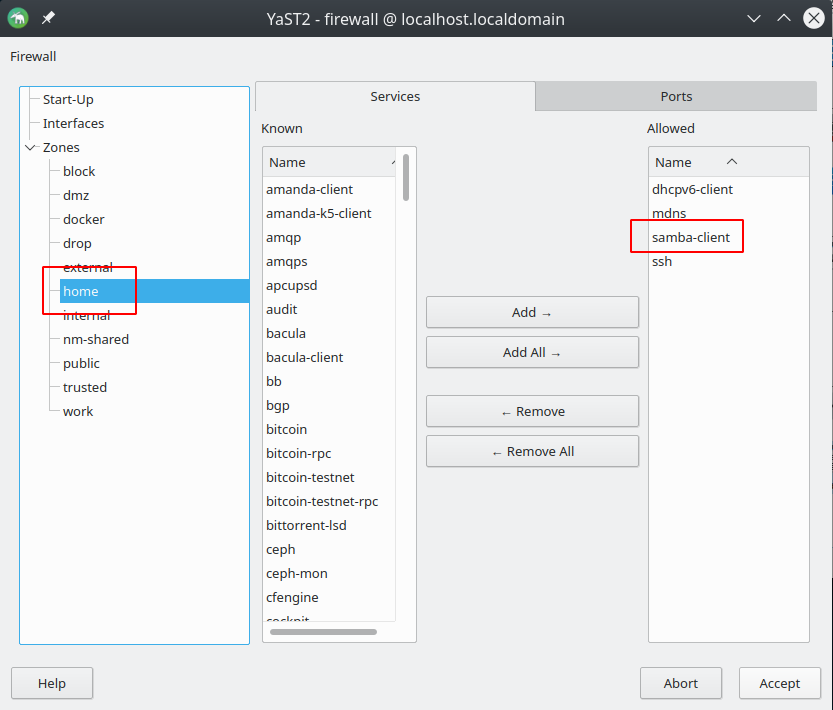 YaST2 - firewall @ localhost.localdomain
Firewall
Start-Up
Interfaces
Zones
block
dmz
docker
drop
external
home
internal
nm-shared
public
trusted
work
Services
Ports
Known
Name
amanda-client
amanda-k5-client
amqp
amqps
apcupsd
audit
bacula
bacula-client
bb
bgp
bitcoin
bitcoin-rpc
bitcoin-testnet
bitcoin-testnet-rpc
bittorrent-lsd
ceph
ceph-mon
cfengine
cockpit
Add →
Add All →
← Remove
← Remove All
Allowed
Name
dhcpv6-client
mdns
samba-client
ssh
Help
Abort
Accept